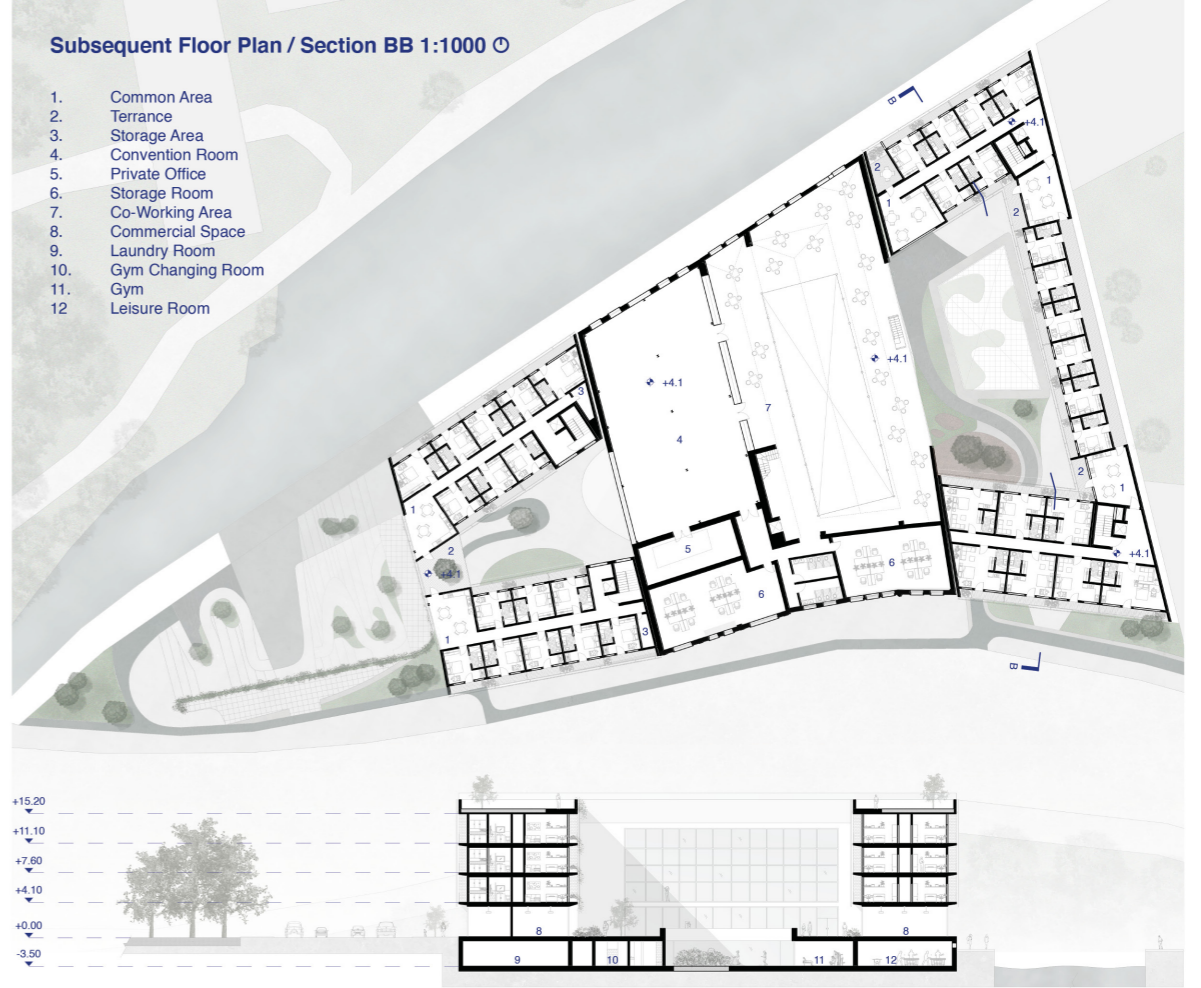 Subsequent Floor Plan / Section BB 1:1000
1. Common Area
2. Terrance
3. Storage Area
4. Convention Room
5. Private Office
6. Storage Room
7. Co-Working Area
8. Commercial Space
9. Laundry Room
10. Gym Changing Room
11. Gym
12 Leisure Room
B
+4.1
2
1
1
2
+4.1
+4.1
3
7
4
2
1
1
2
5
6
+4.1
+4.1
6
1
3
B
+15.20
+11.10
+7.60
+4.10
+0.00
-3.50
8
8
9
10
11
12